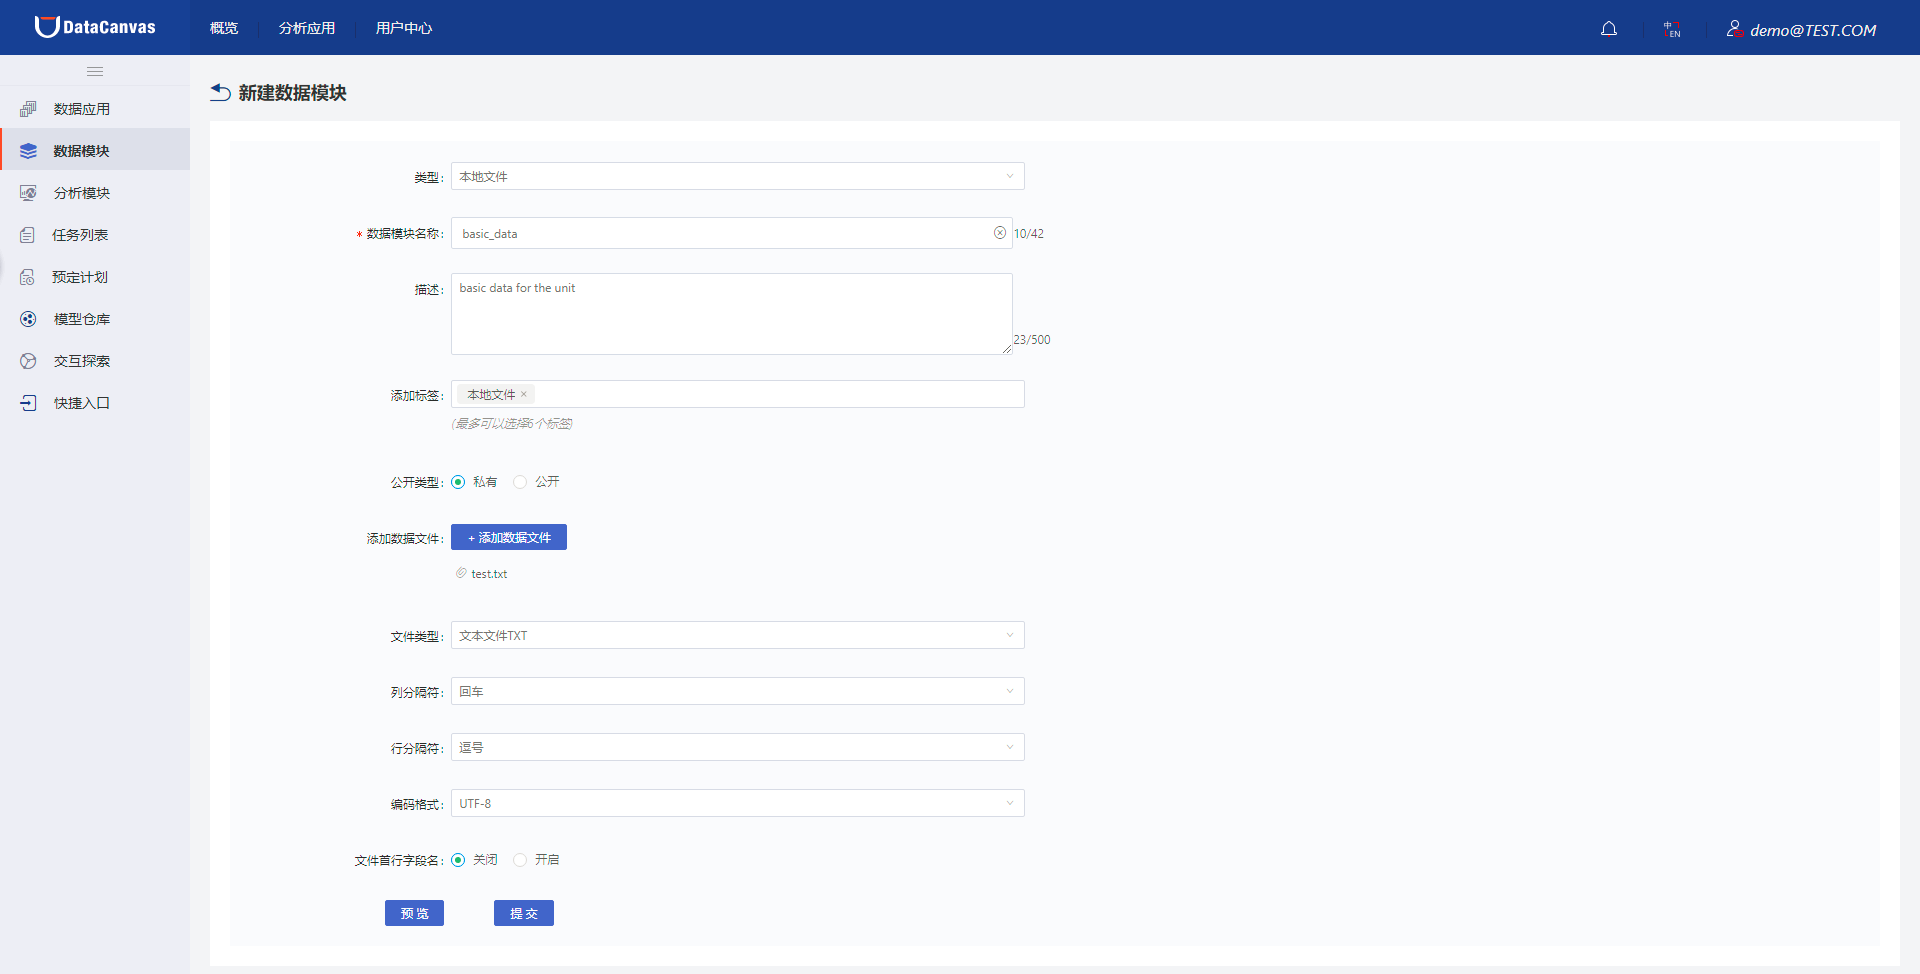 DataCanvas
概览
分析应用
用户中心
中
EN
demo@TEST.COM
数据应用
数据模块
分析模块
任务列表
预定计划
模型仓库
交互探索
快捷入口
新建数据模块
类型:
本地文件
* 数据模块名称:
basic_data
10/42
描述:
basic data for the unit
23/500
添加标签:
本地文件 ×
(最多可以选择6个标签)
公开类型:
私有
公开
添加数据文件:
+ 添加数据文件
test.txt
文件类型:
文本文件TXT
列分隔符:
回车
行分隔符:
逗号
编码格式:
UTF-8
文件首行字段名:
关闭
开启
预 览
提 交